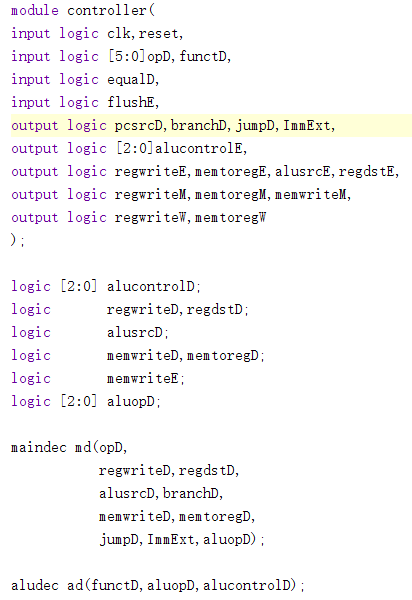 module controller(
input logic clk,reset,
input logic [5:0]opD,functD,
input logic equalD,
input logic flushE,
output logic pcsrcD,branchD,jumpD,ImmExt,
output logic [2:0]alucontrolE,
output logic regwriteE,memtoregE,alusrcE,regdstE,
output logic regwriteM,memtoregM,memwriteM,
output logic regwriteW,memtoregW
);
logic [2:0] alucontrolD;
logic regwriteD,regdstD;
logic alusrcD;
logic memwriteD,memtoregD;
logic memwriteE;
logic [2:0] aluopD;
maindec md(opD,
regwriteD,regdstD,
alusrcD,branchD,
memwriteD,memtoregD,
jumpD,ImmExt,aluopD);
aludec ad(functD,aluopD,alucontrolD);